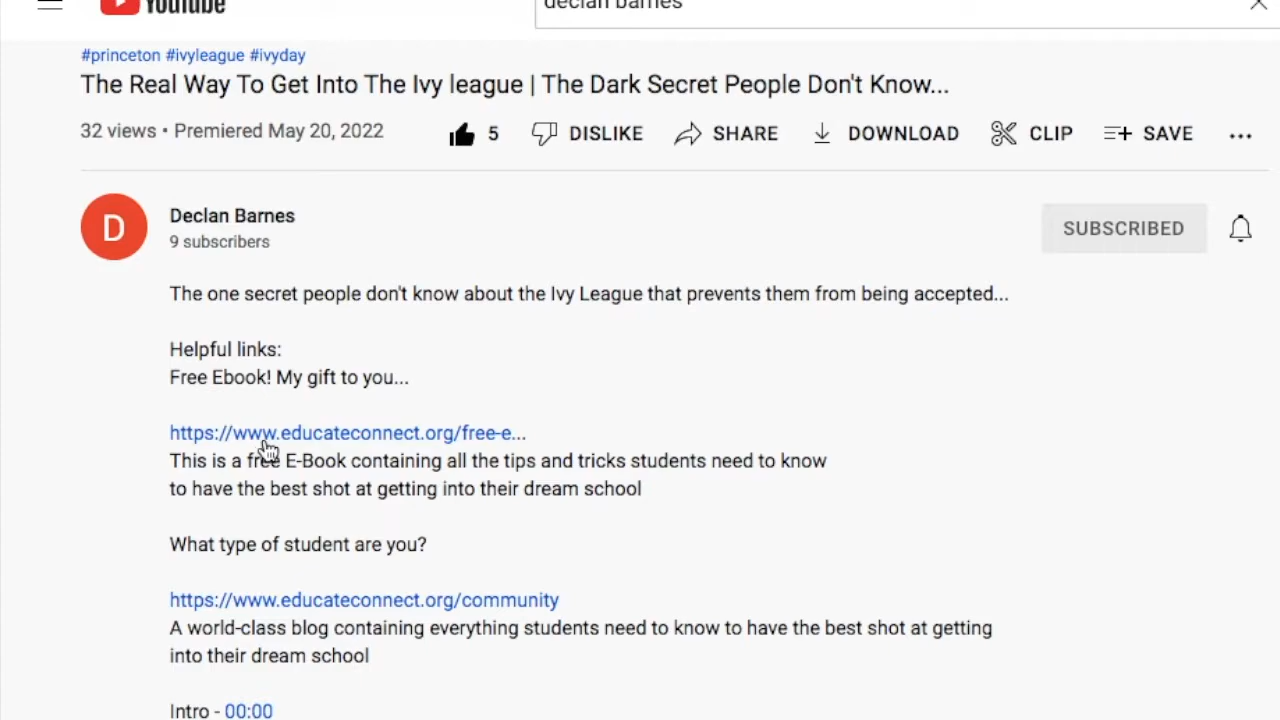 YouTube
declan barnes
#princeton #ivyleague #ivyday
The Real Way To Get Into The Ivy league | The Dark Secret People Don't Know...
32 views • Premiered May 20, 2022
5 DISLIKE SHARE DOWNLOAD CLIP SAVE
D
Declan Barnes
9 subscribers
SUBSCRIBED
The one secret people don't know about the Ivy League that prevents them from being accepted...
Helpful links:
Free Ebook! My gift to you...
https://www.educateconnect.org/free-e...
This is a free E-Book containing all the tips and tricks students need to know
to have the best shot at getting into their dream school
What type of student are you?
https://www.educateconnect.org/community
A world-class blog containing everything students need to know to have the best shot at getting
into their dream school
Intro - 00:00